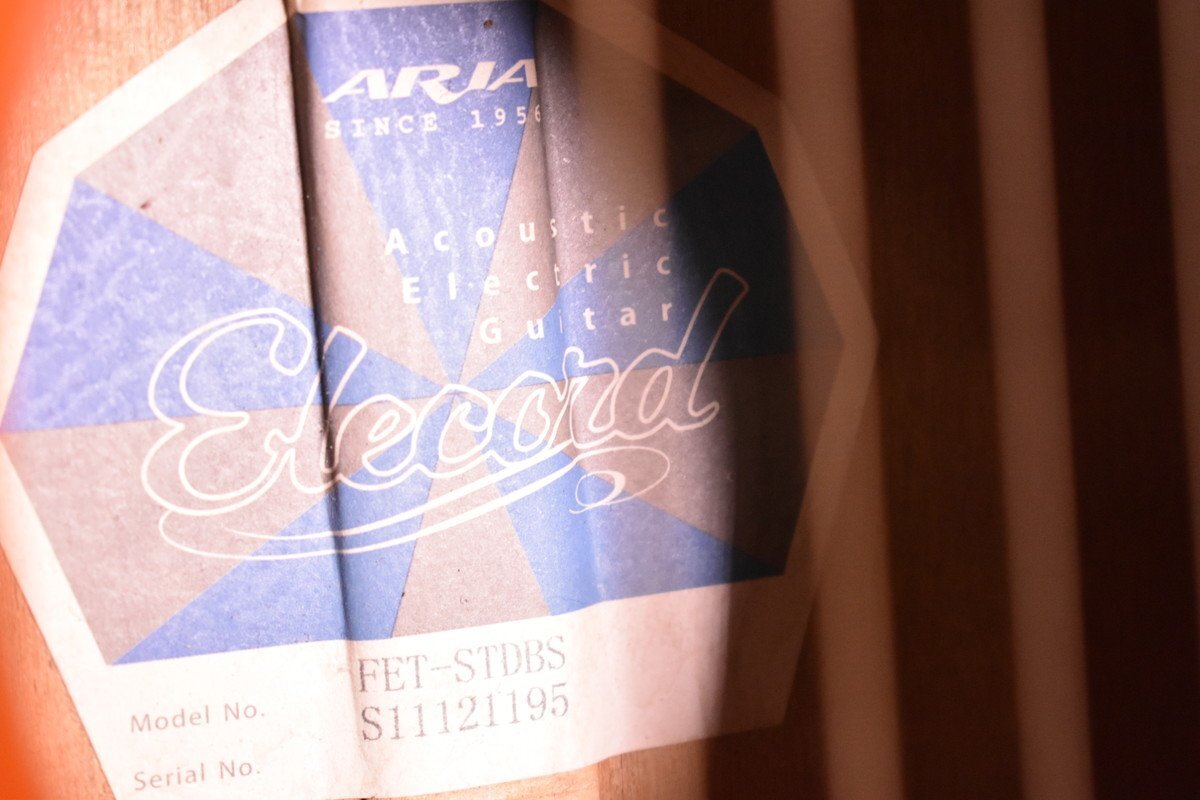 ARIA
SINCE 1956
Acoustic
Electric
Guitar
Elecord
FET-STDBS
Model No. S11121195
Serial No.